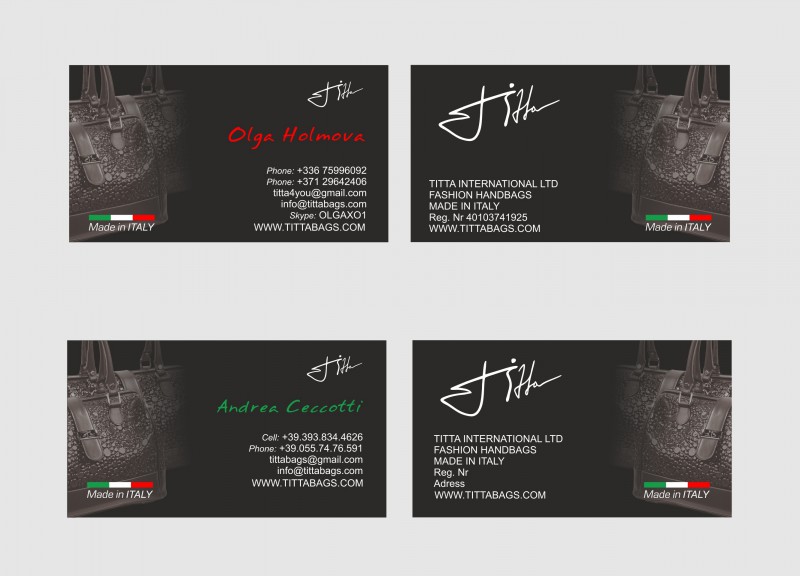 Titta
Olga Holmova
Phone: +336 75996092
Phone: +371 29642406
titta4you@gmail.com
info@tittabags.com
Skype: OLGAXO1
WWW.TITTABAGS.COM
Made in ITALY
Titta
TITTA INTERNATIONAL LTD
FASHION HANDBAGS
MADE IN ITALY
Reg. Nr 40103741925
WWW.TITTABAGS.COM
Made in ITALY
Titta
Andrea Ceccotti
Cell: +39.393.834.4626
Phone: +39.055.74.76.591
tittabags@gmail.com
info@tittabags.com
WWW.TITTABAGS.COM
Made in ITALY
Titta
TITTA INTERNATIONAL LTD
FASHION HANDBAGS
MADE IN ITALY
Reg. Nr
Adress
WWW.TITTABAGS.COM
Made in ITALY